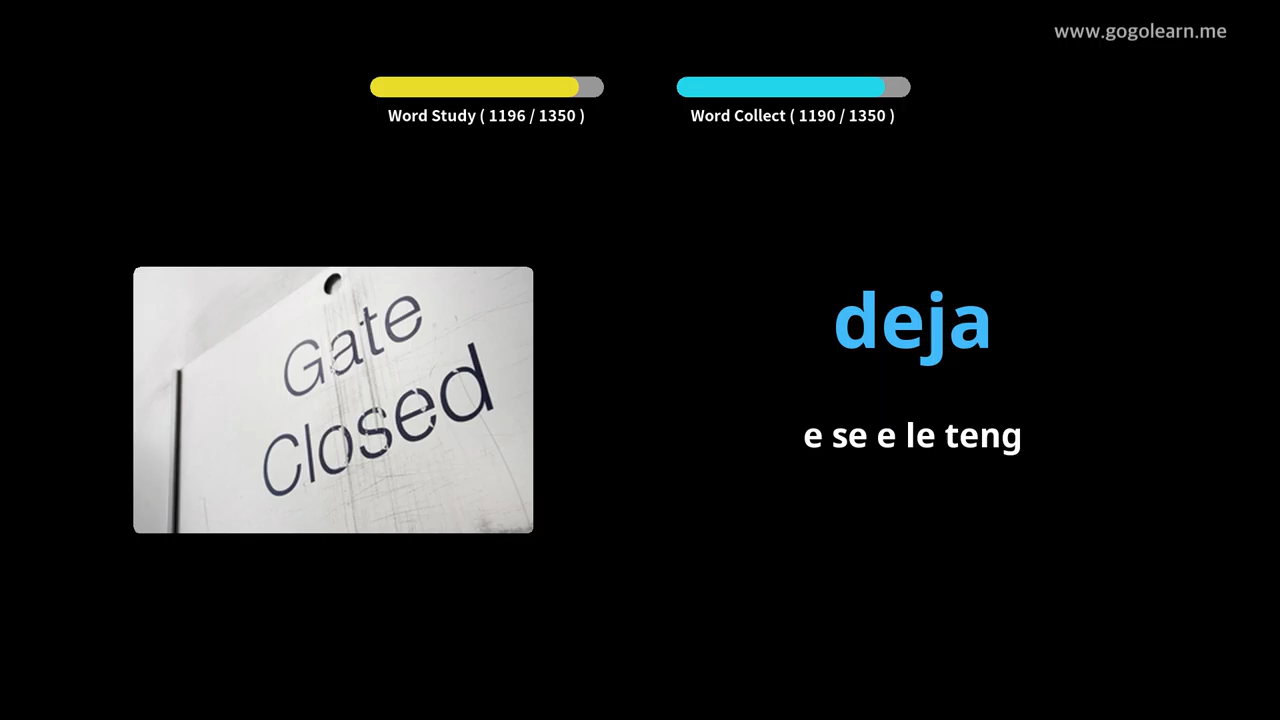 www.gogolearn.me
Word Study ( 1196 / 1350 )
Word Collect ( 1190 / 1350 )
Gate
Closed
deja
e se e le teng